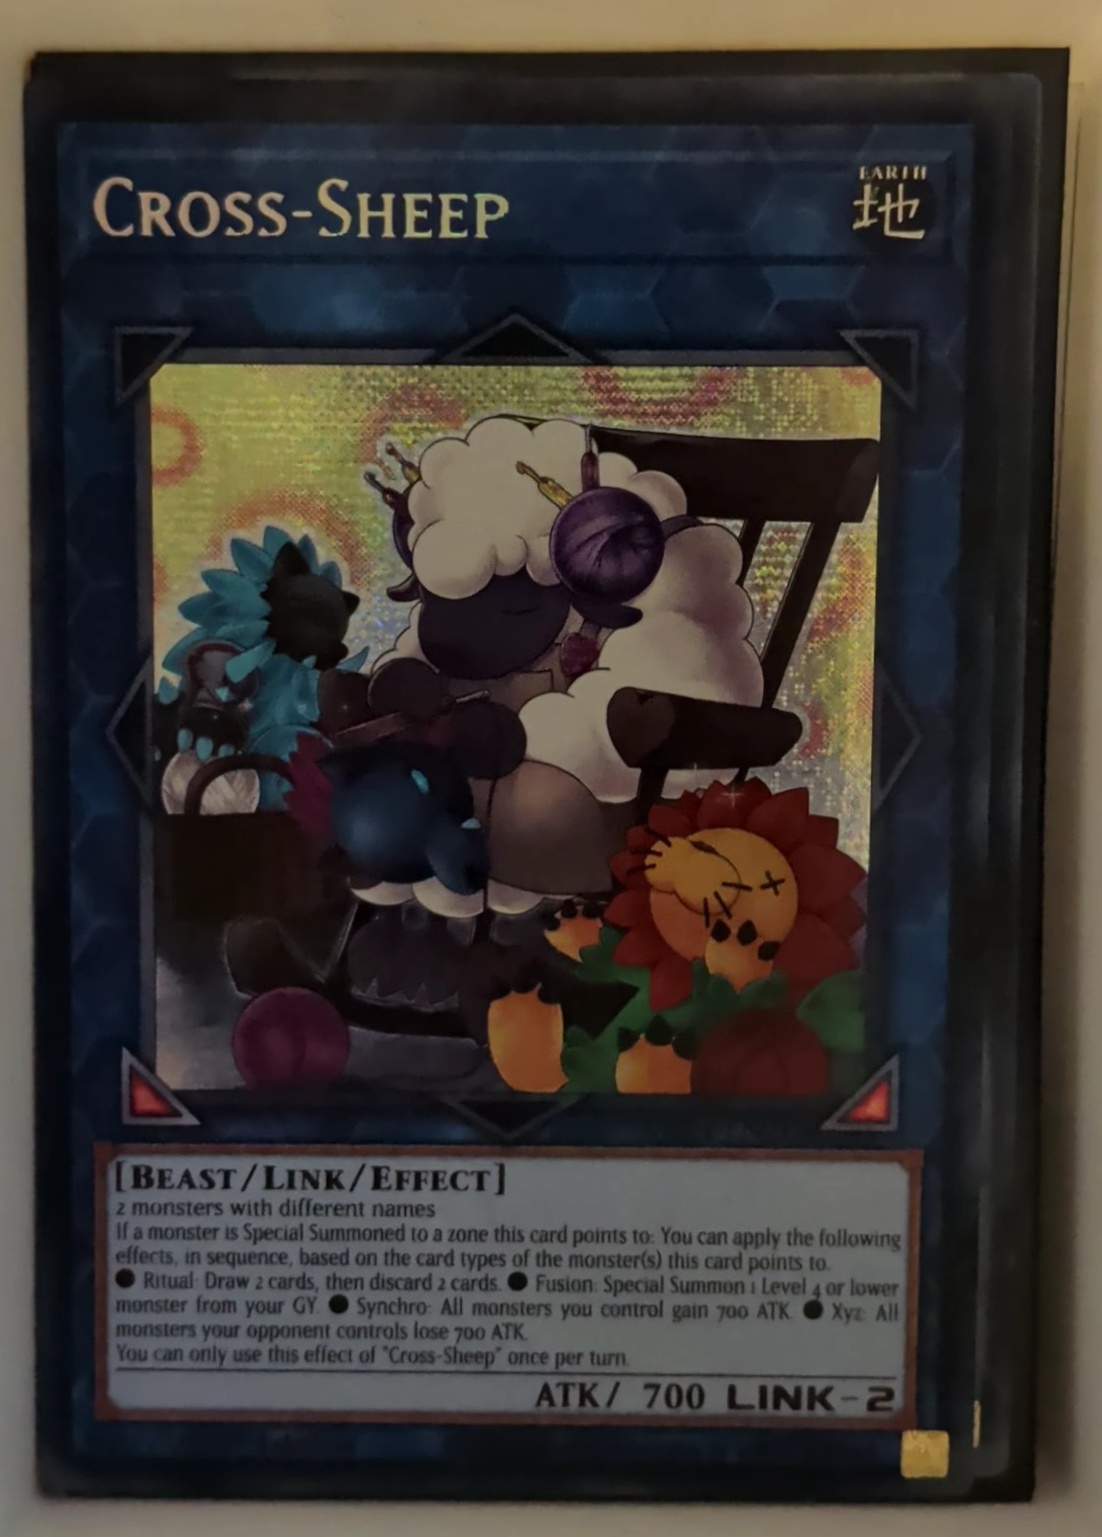 CROSS-SHEEP
EARTH
地
[BEAST/LINK/EFFECT]
2 monsters with different names
If a monster is Special Summoned to a zone this card points to: You can apply the following
effects, in sequence, based on the card types of the monster(s) this card points to.
● Ritual: Draw 2 cards, then discard 2 cards. ● Fusion: Special Summon 1 Level 4 or lower
monster from your GY. ● Synchro: All monsters you control gain 700 ATK. ● Xyz: All
monsters your opponent controls lose 700 ATK.
You can only use this effect of "Cross-Sheep" once per turn.
ATK/ 700 LINK-2